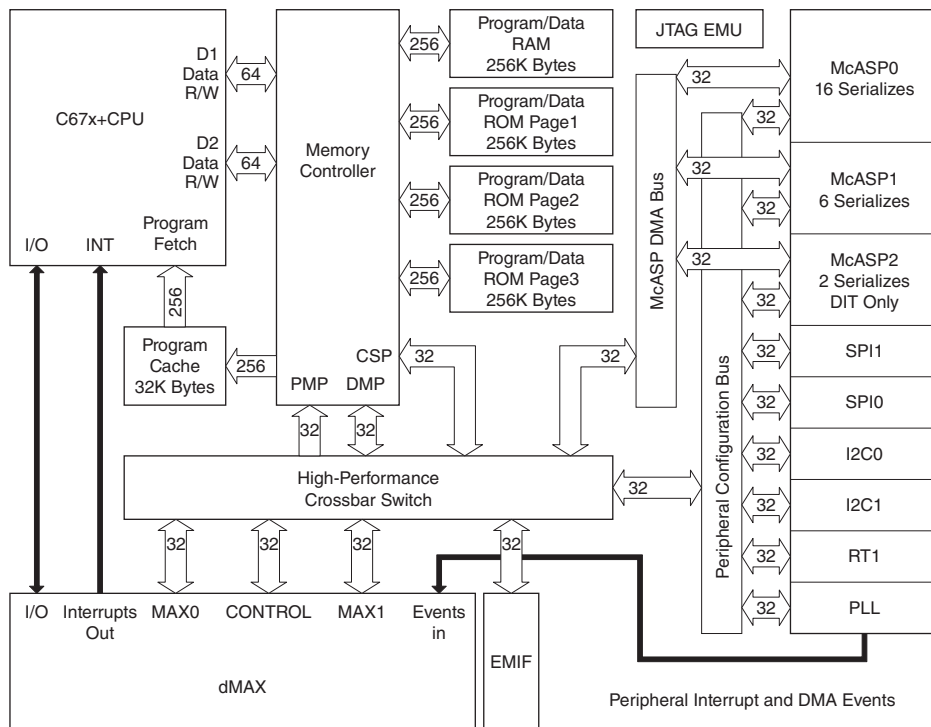 C67x+CPU
D1
Data
R/W
D2
Data
R/W
I/O
INT
Program
Fetch
64
64
Memory
Controller
CSP
PMP
DMP
256
Program/Data
RAM
256K Bytes
256
Program/Data
ROM Page1
256K Bytes
256
Program/Data
ROM Page2
256K Bytes
256
Program/Data
ROM Page3
256K Bytes
256
Program
Cache
32K Bytes
256
32
32
32
High-Performance
Crossbar Switch
32
32
32
32
32
32
I/O
Interrupts
Out
MAX0
CONTROL
MAX1
Events
in
dMAX
EMIF
JTAG EMU
McASP DMA Bus
Peripheral Configuration Bus
32
32
32
32
32
32
32
32
32
32
32
32
McASP0
16 Serializes
McASP1
6 Serializes
McASP2
2 Serializes
DIT Only
SPI1
SPI0
I2C0
I2C1
RT1
PLL
Peripheral Interrupt and DMA Events